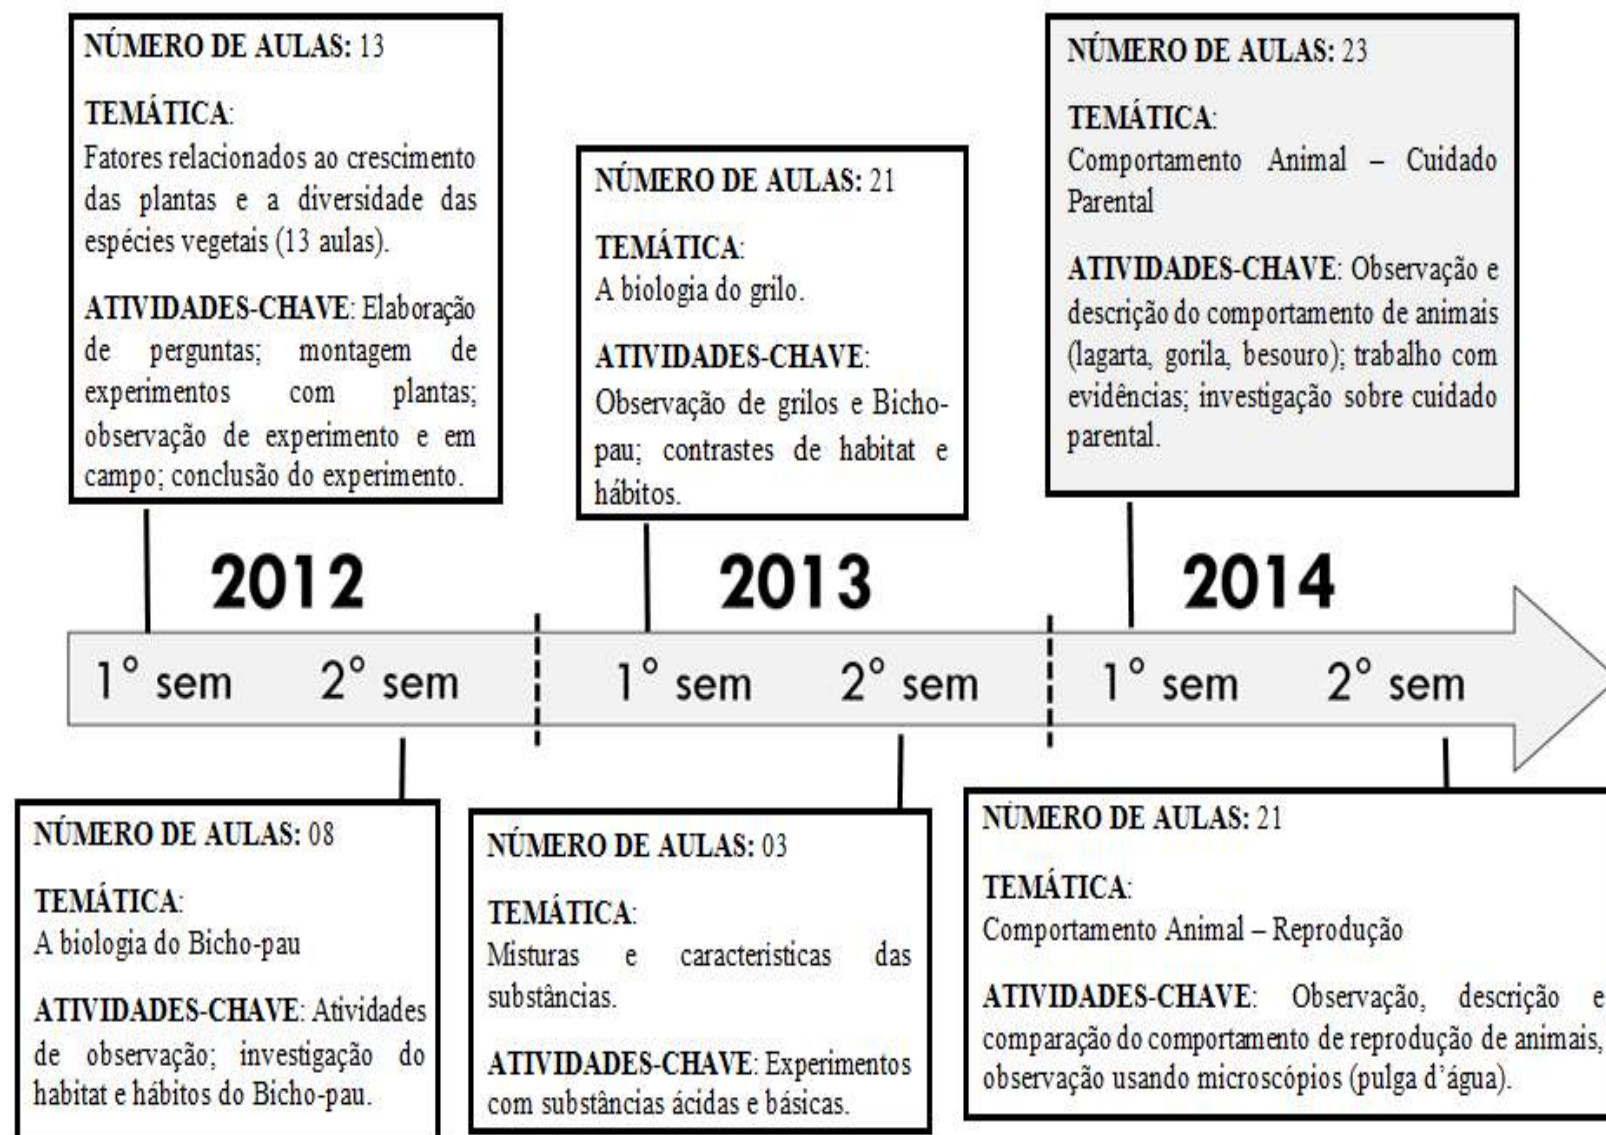 NÚMERO DE AULAS: 13
TEMÁTICA:
Fatores relacionados ao crescimento
das plantas e a diversidade das
espécies vegetais (13 aulas).
ATIVIDADES-CHAVE: Elaboração
de perguntas; montagem de
experimentos com plantas;
observação de experimento e em
campo; conclusão do experimento.
NÚMERO DE AULAS: 21
TEMÁTICA:
A biologia do grilo.
ATIVIDADES-CHAVE:
Observação de grilos e Bicho-
pau; contrastes de habitat e
hábitos.
NÚMERO DE AULAS: 23
TEMÁTICA:
Comportamento Animal – Cuidado
Parental
ATIVIDADES-CHAVE: Observação e
descrição do comportamento de animais
(lagarta, gorila, besouro); trabalho com
evidências; investigação sobre cuidado
parental.
2012
2013
2014
1° sem 2° sem 1° sem 2° sem 1° sem 2° sem
NÚMERO DE AULAS: 08
TEMÁTICA:
A biologia do Bicho-pau
ATIVIDADES-CHAVE: Atividades
de observação; investigação do
habitat e hábitos do Bicho-pau.
NÚMERO DE AULAS: 03
TEMÁTICA:
Misturas e caracteristicas das
substâncias.
ATIVIDADES-CHAVE: Experimentos
com substâncias ácidas e básicas.
NÚMERO DE AULAS: 21
TEMÁTICA:
Comportamento Animal – Reprodução
ATIVIDADES-CHAVE: Observação, descrição e
comparação do comportamento de reprodução de animais,
observação usando microscópios (pulga d’água).